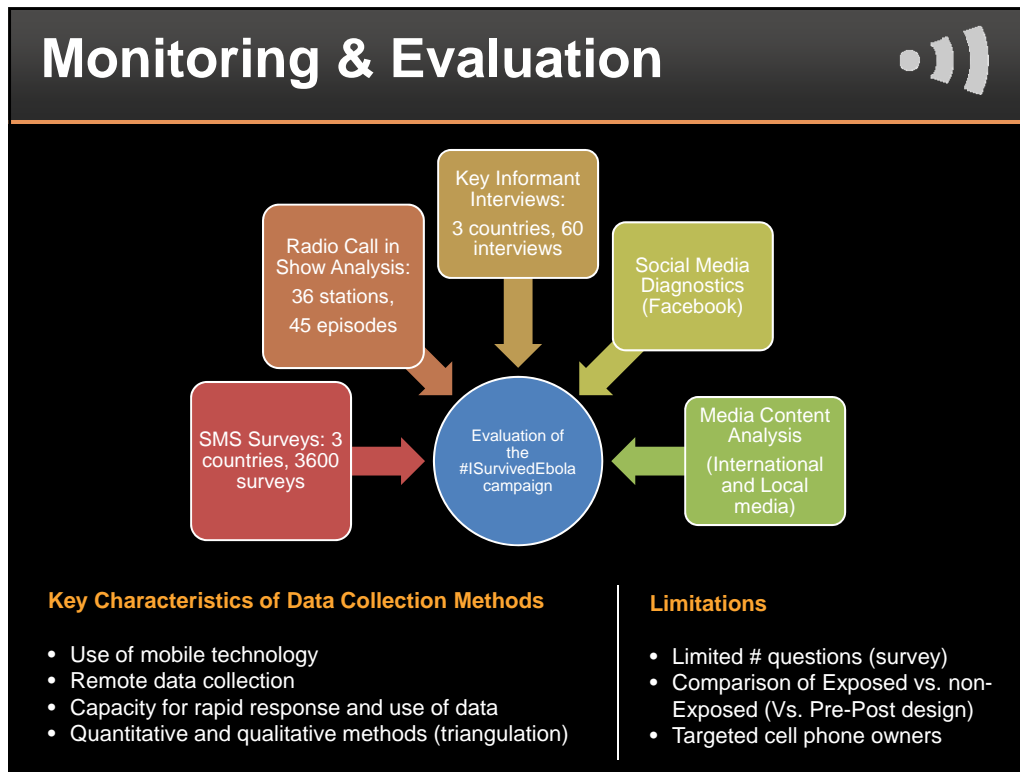 Monitoring & Evaluation
Key Informant
Interviews:
3 countries, 60
interviews
Radio Call in
Show Analysis:
36 stations,
45 episodes
Social Media
Diagnostics
(Facebook)
SMS Surveys: 3
countries, 3600
surveys
Evaluation of
the
#ISurvivedEbola
campaign
Media Content
Analysis
(International
and Local
media)
Key Characteristics of Data Collection Methods
• Use of mobile technology
• Remote data collection
• Capacity for rapid response and use of data
• Quantitative and qualitative methods (triangulation)
Limitations
• Limited # questions (survey)
• Comparison of Exposed vs. non-
Exposed (Vs. Pre-Post design)
• Targeted cell phone owners